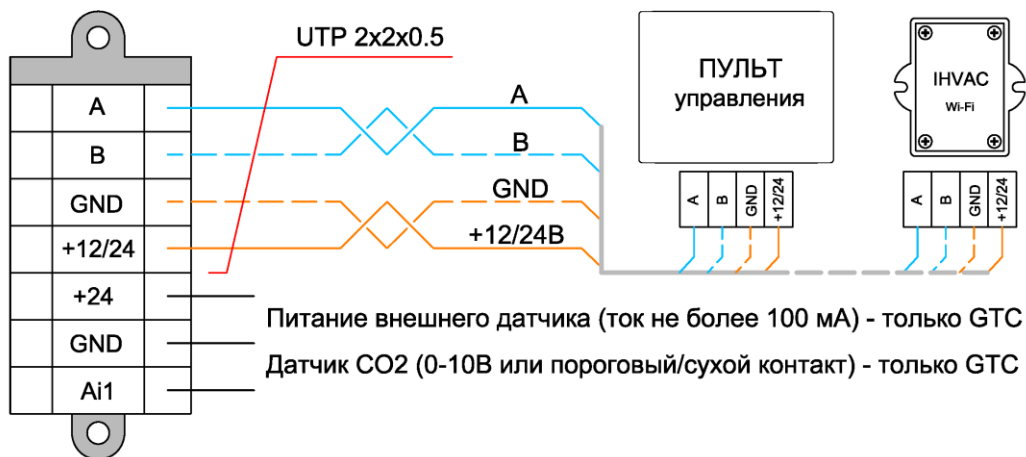 UTP 2x2x0.5
A
B
GND
+12/24
+24
GND
Ai1
A
B
GND
+12/24В
ПУЛЬТ
управления
IHVAC
Wi-Fi
A
B
GND
+12/24
A
B
GND
+12/24
Питание внешнего датчика (ток не более 100 мА) - только GTC
Датчик CO2 (0-10В или пороговый/сухой контакт) - только GTC